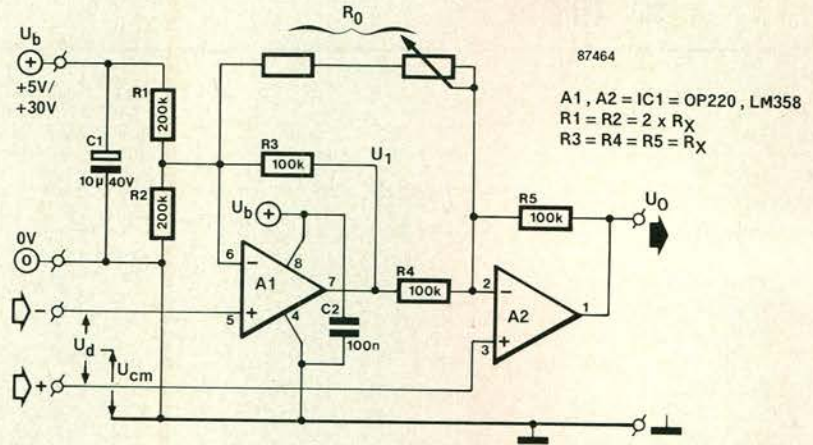 R0
Ub
+
+5V/
+30V
R1
200k
C1
10µ 40V
R2
200k
0V
0
R3
100k
U1
Ub
+
6
−
A1
8
7
5
+
4
C2
100n
R4
100k
R5
100k
2
−
A2
1
3
+
U0
−
Ud
Ucm
+
87464
A1, A2 = IC1 = OP220, LM358
R1 = R2 = 2 x RX
R3 = R4 = R5 = RX